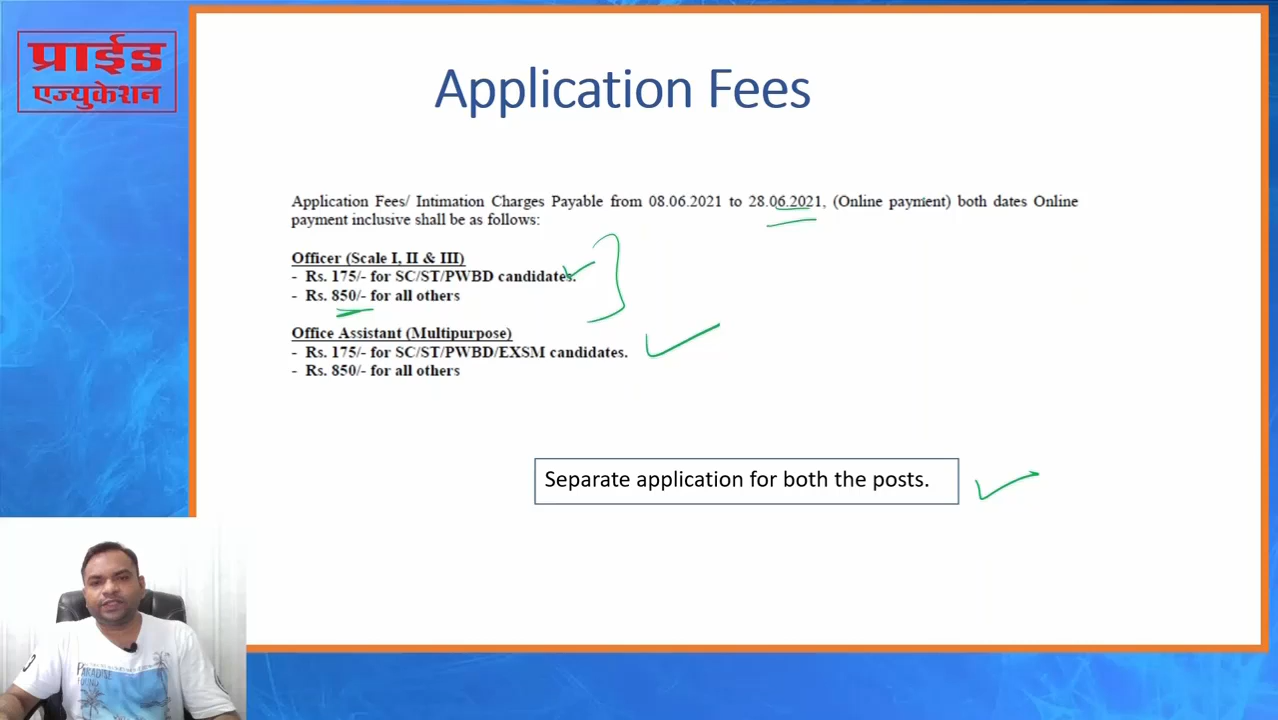 प्राईड
एज्युकेशन
Application Fees
Application Fees/ Intimation Charges Payable from 08.06.2021 to 28.06.2021, (Online payment) both dates Online
payment inclusive shall be as follows:
Officer (Scale I, II & III)
- Rs. 175/- for SC/ST/PWBD candidates.
- Rs. 850/- for all others
Office Assistant (Multipurpose)
- Rs. 175/- for SC/ST/PWBD/EXSM candidates.
- Rs. 850/- for all others
Separate application for both the posts.
PARADISE
FOUND